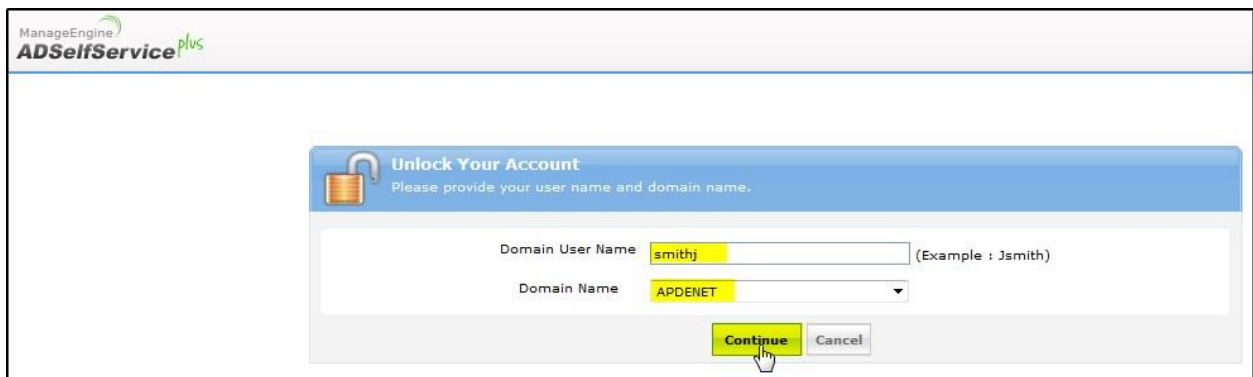 ManageEngine
ADSelfService plus
Unlock Your Account
Please provide your user name and domain name.
Domain User Name smithj (Example : Jsmith)
Domain Name APDENET
Continue Cancel